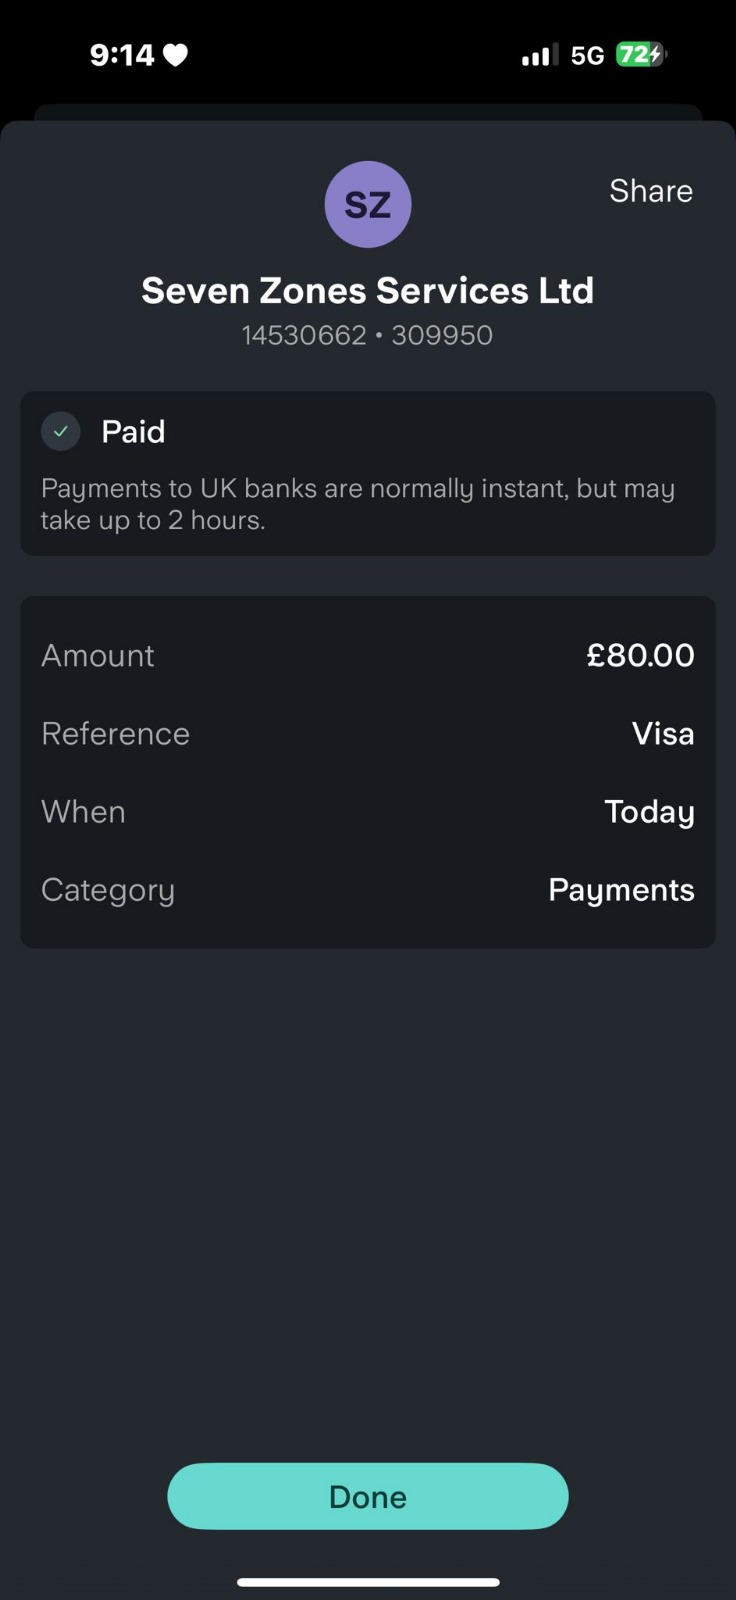 9:14
5G
72
SZ
Share
Seven Zones Services Ltd
14530662 • 309950
Paid
Payments to UK banks are normally instant, but may
take up to 2 hours.
Amount £80.00
Reference Visa
When Today
Category Payments
Done